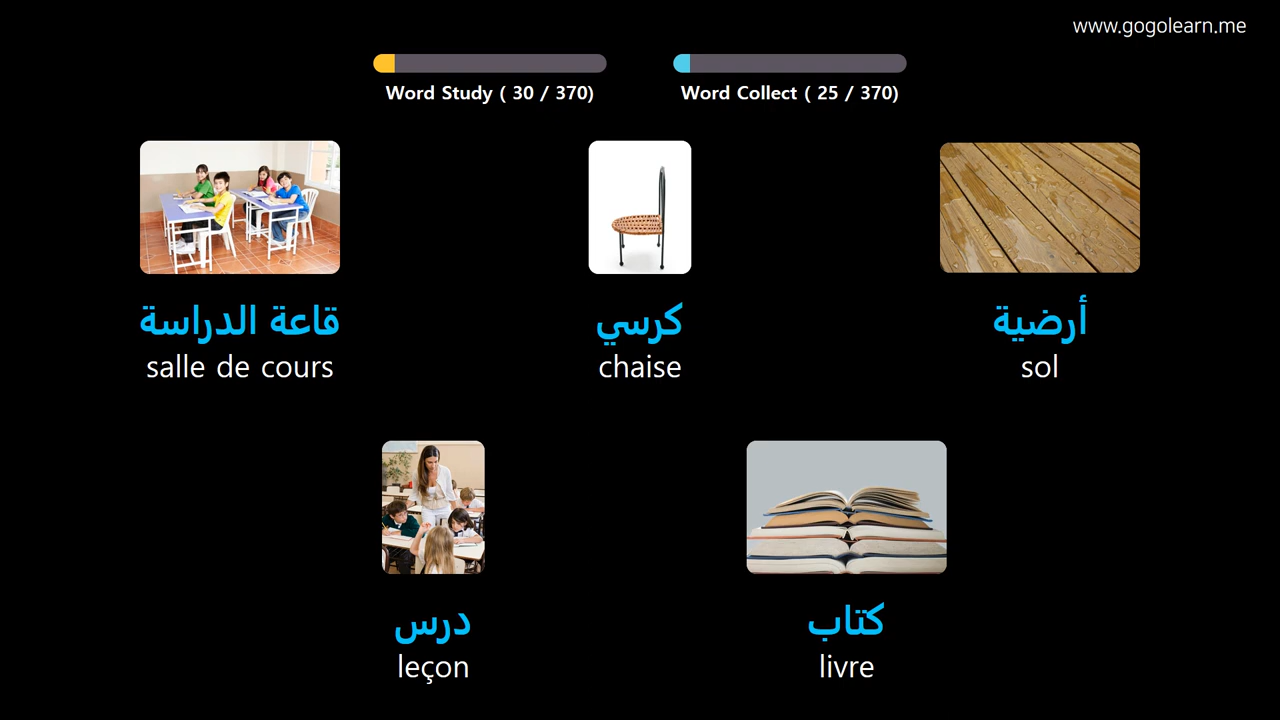 www.gogolearn.me
Word Study ( 30 / 370)
Word Collect ( 25 / 370)
قاعة الدراسة
salle de cours
كرسي
chaise
أرضية
sol
درس
leçon
كتاب
livre